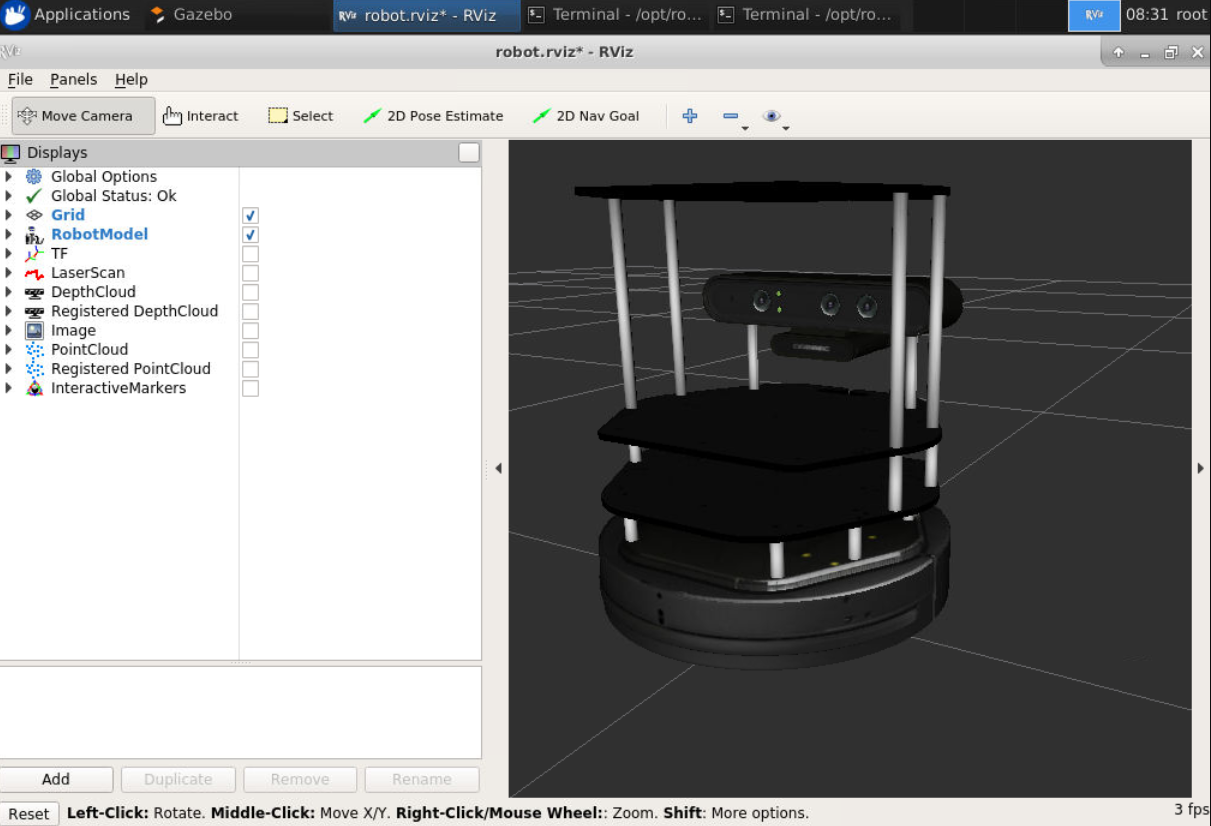 Applications Gazebo RViz robot.rviz* - RViz Terminal - /opt/ro... Terminal - /opt/ro... RViz 08:31 root
RViz robot.rviz* - RViz
File Panels Help
Move Camera Interact Select 2D Pose Estimate 2D Nav Goal
Displays
Global Options
Global Status: Ok
Grid
RobotModel
TF
LaserScan
DepthCloud
Registered DepthCloud
Image
PointCloud
Registered PointCloud
InteractiveMarkers
Add Duplicate Remove Rename
Reset Left-Click: Rotate. Middle-Click: Move X/Y. Right-Click/Mouse Wheel:: Zoom. Shift: More options. 3 fps